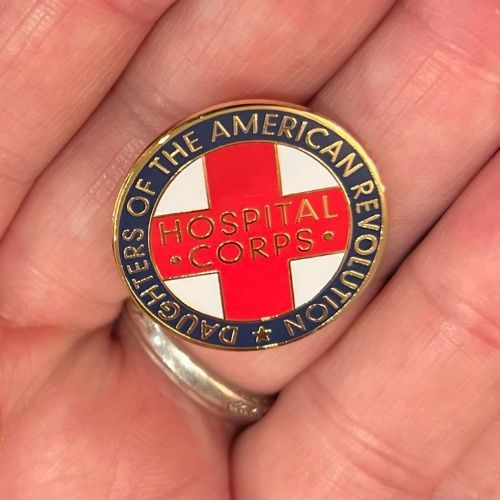 DAUGHTERS OF THE AMERICAN REVOLUTION
HOSPITAL
· CORPS ·